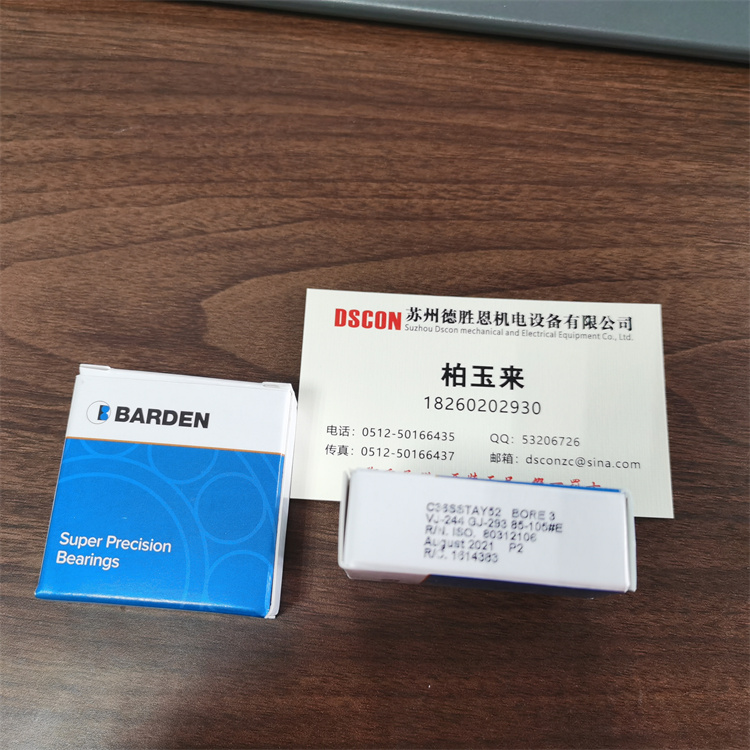 DSCON 苏州德胜恩机电设备有限公司
Suzhou Dscon mechanical and Electrical Equipment Co., Ltd.
柏玉来
18260202930
电话：0512-50166435 QQ：53206726
传真：0512-50166437 邮箱：dsconzc@sina.com
BARDEN
Super Precision
Bearings
C38SSTAY52 BORE 3
VJ-244 GJ-293 85-105#E
R/N. ISO. 80312106
August 2021 P2
R/C. 1614383